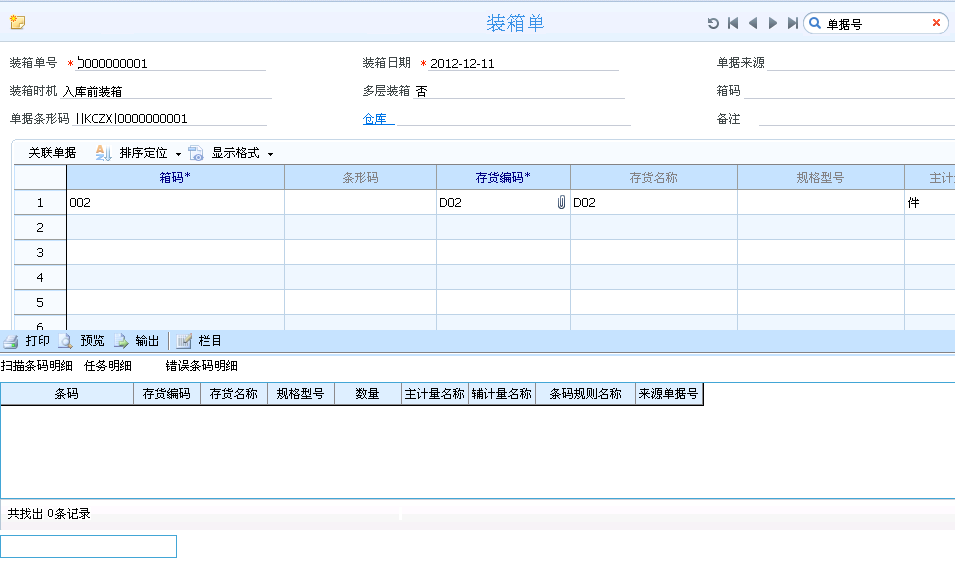 装箱单 单据号
装箱单号 * 0000000001 装箱日期 * 2012-12-11 单据来源
装箱时机 入库前装箱 多层装箱 否 箱码
单据条形码 ||KCZX|0000000001 仓库 备注
关联单据 排序定位 显示格式
箱码* 条形码 存货编码* 存货名称 规格型号 主计
1 002 D02 D02 件
2
3
4
5
6
打印 预览 输出 栏目
扫描条码明细 任务明细 错误条码明细
条码 存货编码 存货名称 规格型号 数量 主计量名称 辅计量名称 条码规则名称 来源单据号
共找出 0条记录